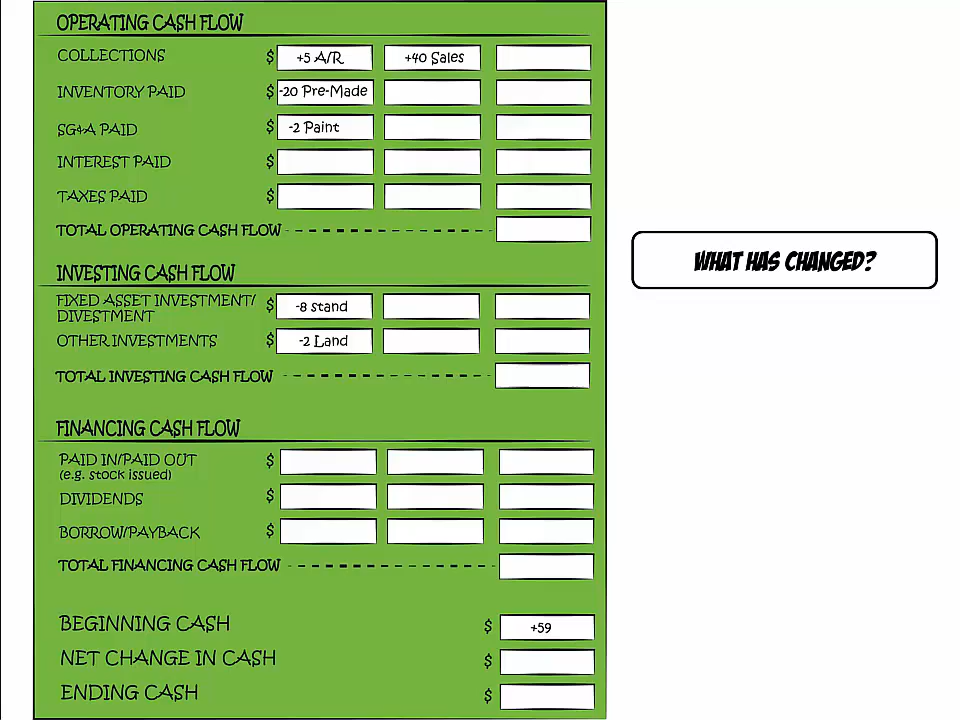 OPERATING CASH FLOW
COLLECTIONS $ +5 A/R +40 Sales
INVENTORY PAID $ -20 Pre-Made
SG&A PAID $ -2 Paint
INTEREST PAID $
TAXES PAID $
TOTAL OPERATING CASH FLOW
WHAT HAS CHANGED?
INVESTING CASH FLOW
FIXED ASSET INVESTMENT/
DIVESTMENT $ -8 stand
OTHER INVESTMENTS $ -2 Land
TOTAL INVESTING CASH FLOW
FINANCING CASH FLOW
PAID IN/PAID OUT $
(e.g. stock issued)
DIVIDENDS $
BORROW/PAYBACK $
TOTAL FINANCING CASH FLOW
BEGINNING CASH $ +59
NET CHANGE IN CASH $
ENDING CASH $